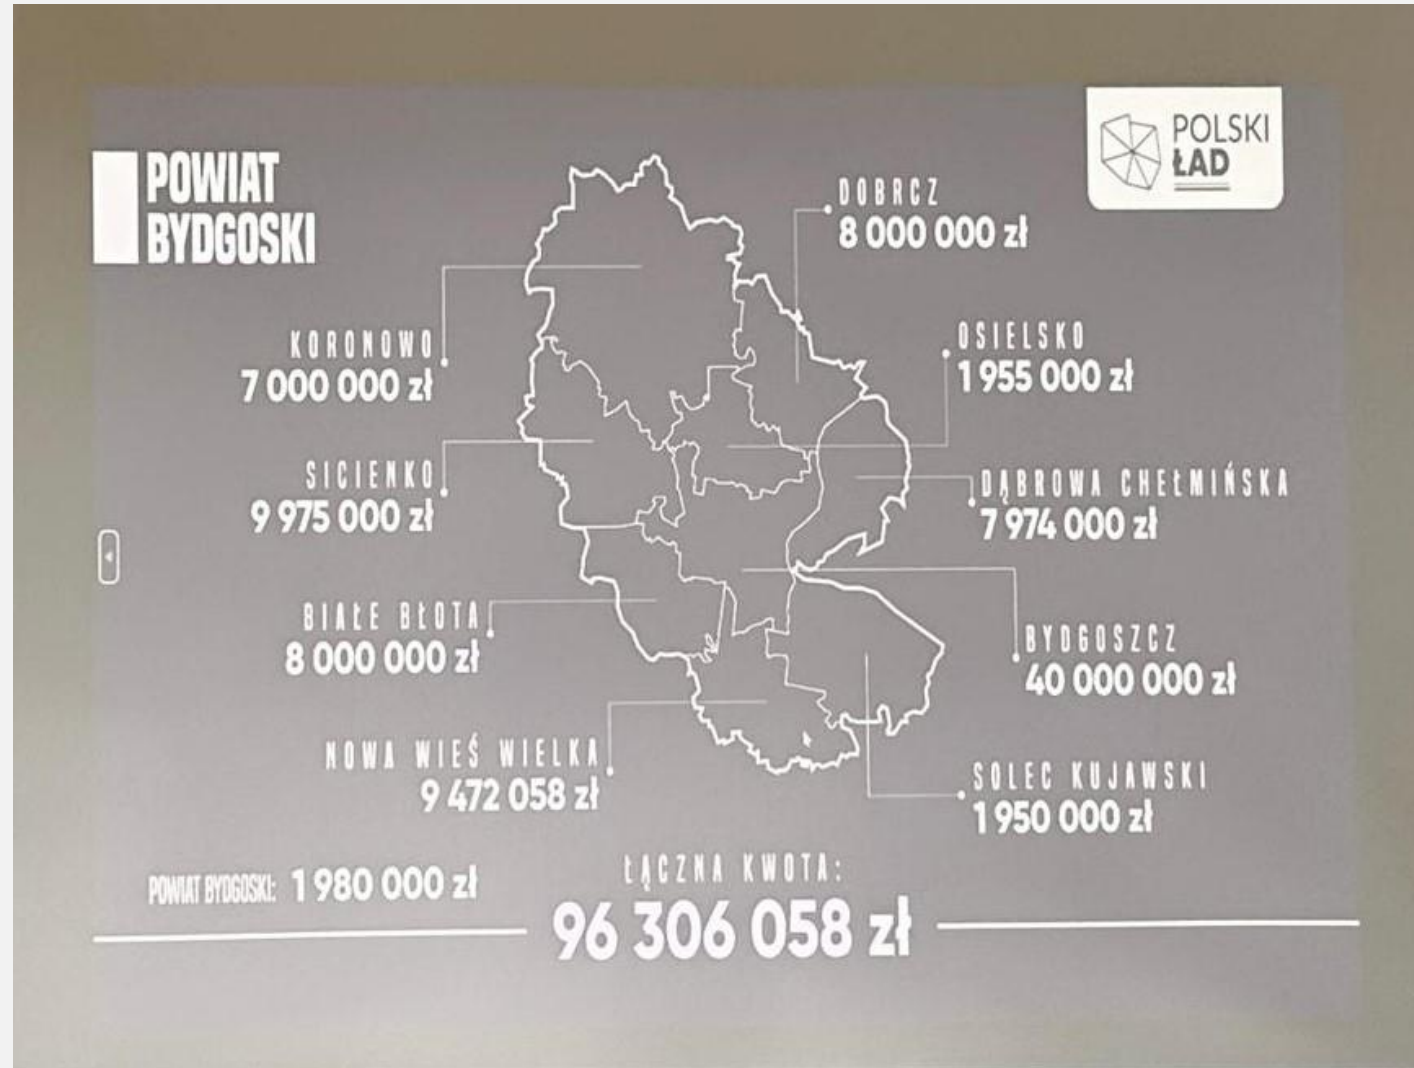 POWIAT
BYDGOSKI
POLSKI
ŁAD
DOBRCZ
8 000 000 zł
KORONOWO
7 000 000 zł
OSIELSKO
1 955 000 zł
SICIENKO
9 975 000 zł
DĄBROWA CHEŁMIŃSKA
7 974 000 zł
BIAŁE BŁOTA
8 000 000 zł
BYDGOSZCZ
40 000 000 zł
NOWA WIEŚ WIELKA
9 472 058 zł
SOLEC KUJAWSKI
1 950 000 zł
POWIAT BYDGOSKI: 1 980 000 zł
ŁĄCZNA KWOTA:
96 306 058 zł